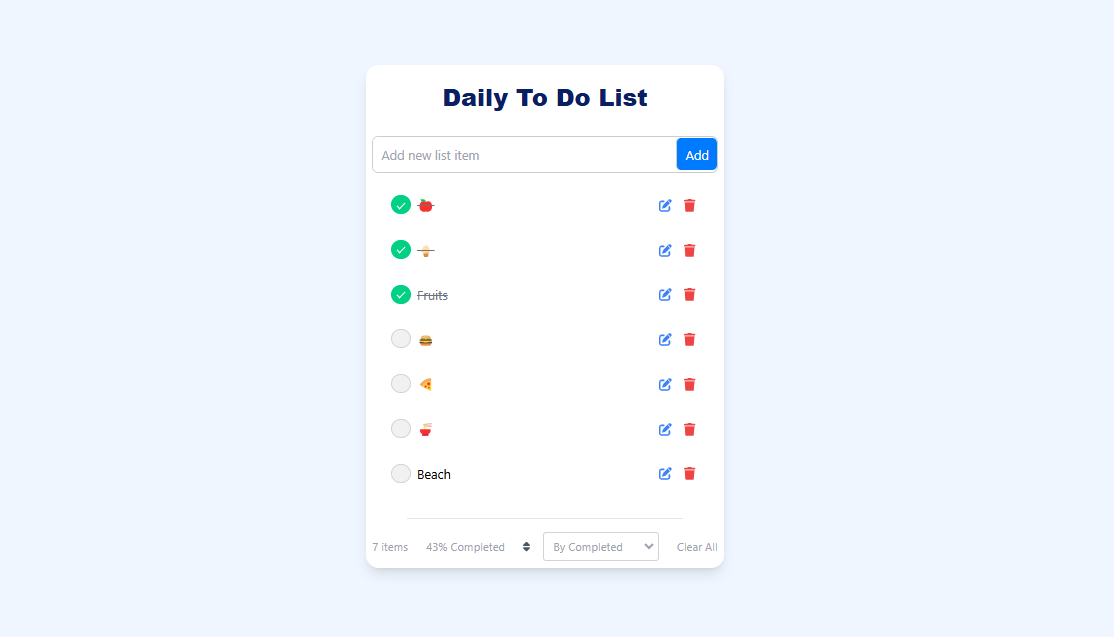 Daily To Do List
Add new list item
Add
🍎
🍦
Fruits
🍔
🍕
🍜
Beach
7 items
43% Completed
By Completed
Clear All